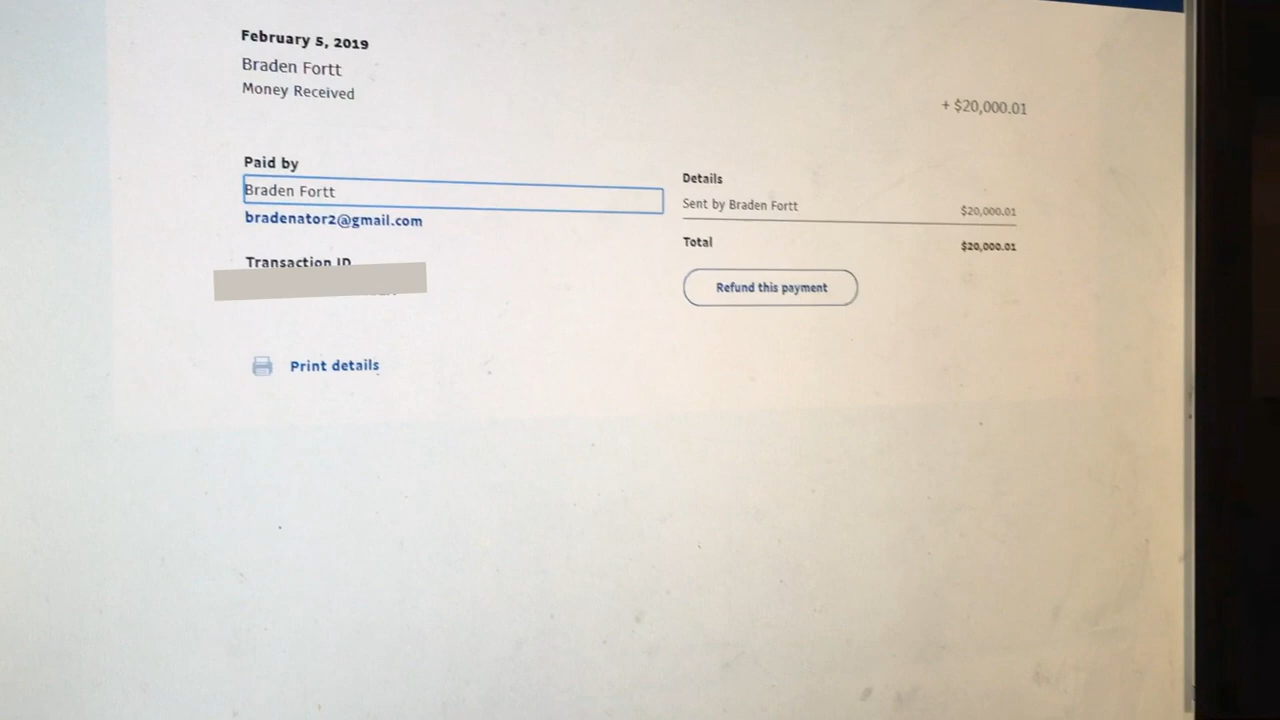 February 5, 2019
Braden Fortt
Money Received
+ $20,000.01
Paid by
Braden Fortt
bradenator2@gmail.com
Transaction ID
Details
Sent by Braden Fortt $20,000.01
Total $20,000.01
Refund this payment
Print details